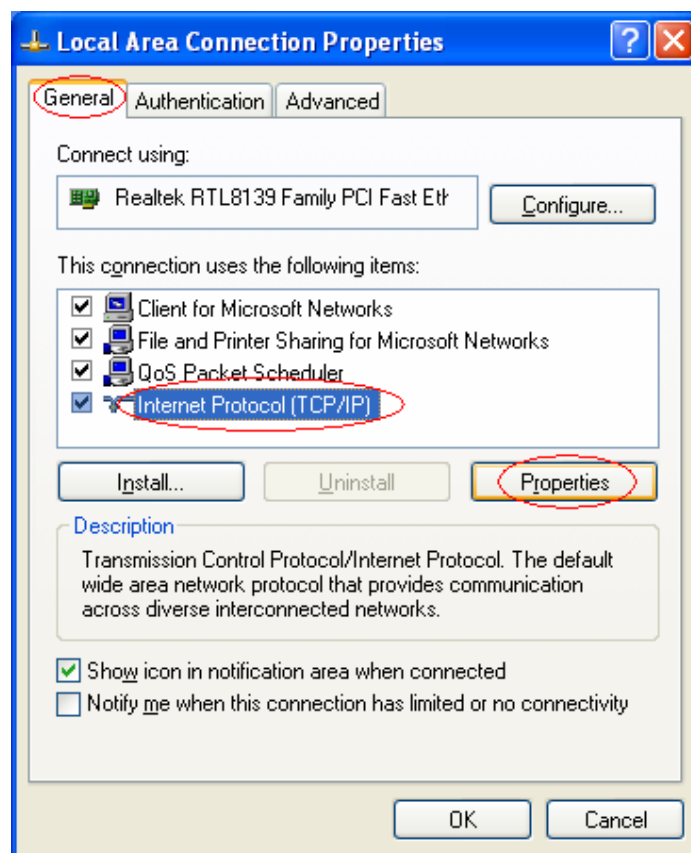 Local Area Connection Properties
General Authentication Advanced
Connect using:
Realtek RTL8139 Family PCI Fast Eth
Configure...
This connection uses the following items:
Client for Microsoft Networks
File and Printer Sharing for Microsoft Networks
QoS Packet Scheduler
Internet Protocol (TCP/IP)
Install... Uninstall Properties
Description
Transmission Control Protocol/Internet Protocol. The default
wide area network protocol that provides communication
across diverse interconnected networks.
Show icon in notification area when connected
Notify me when this connection has limited or no connectivity
OK Cancel